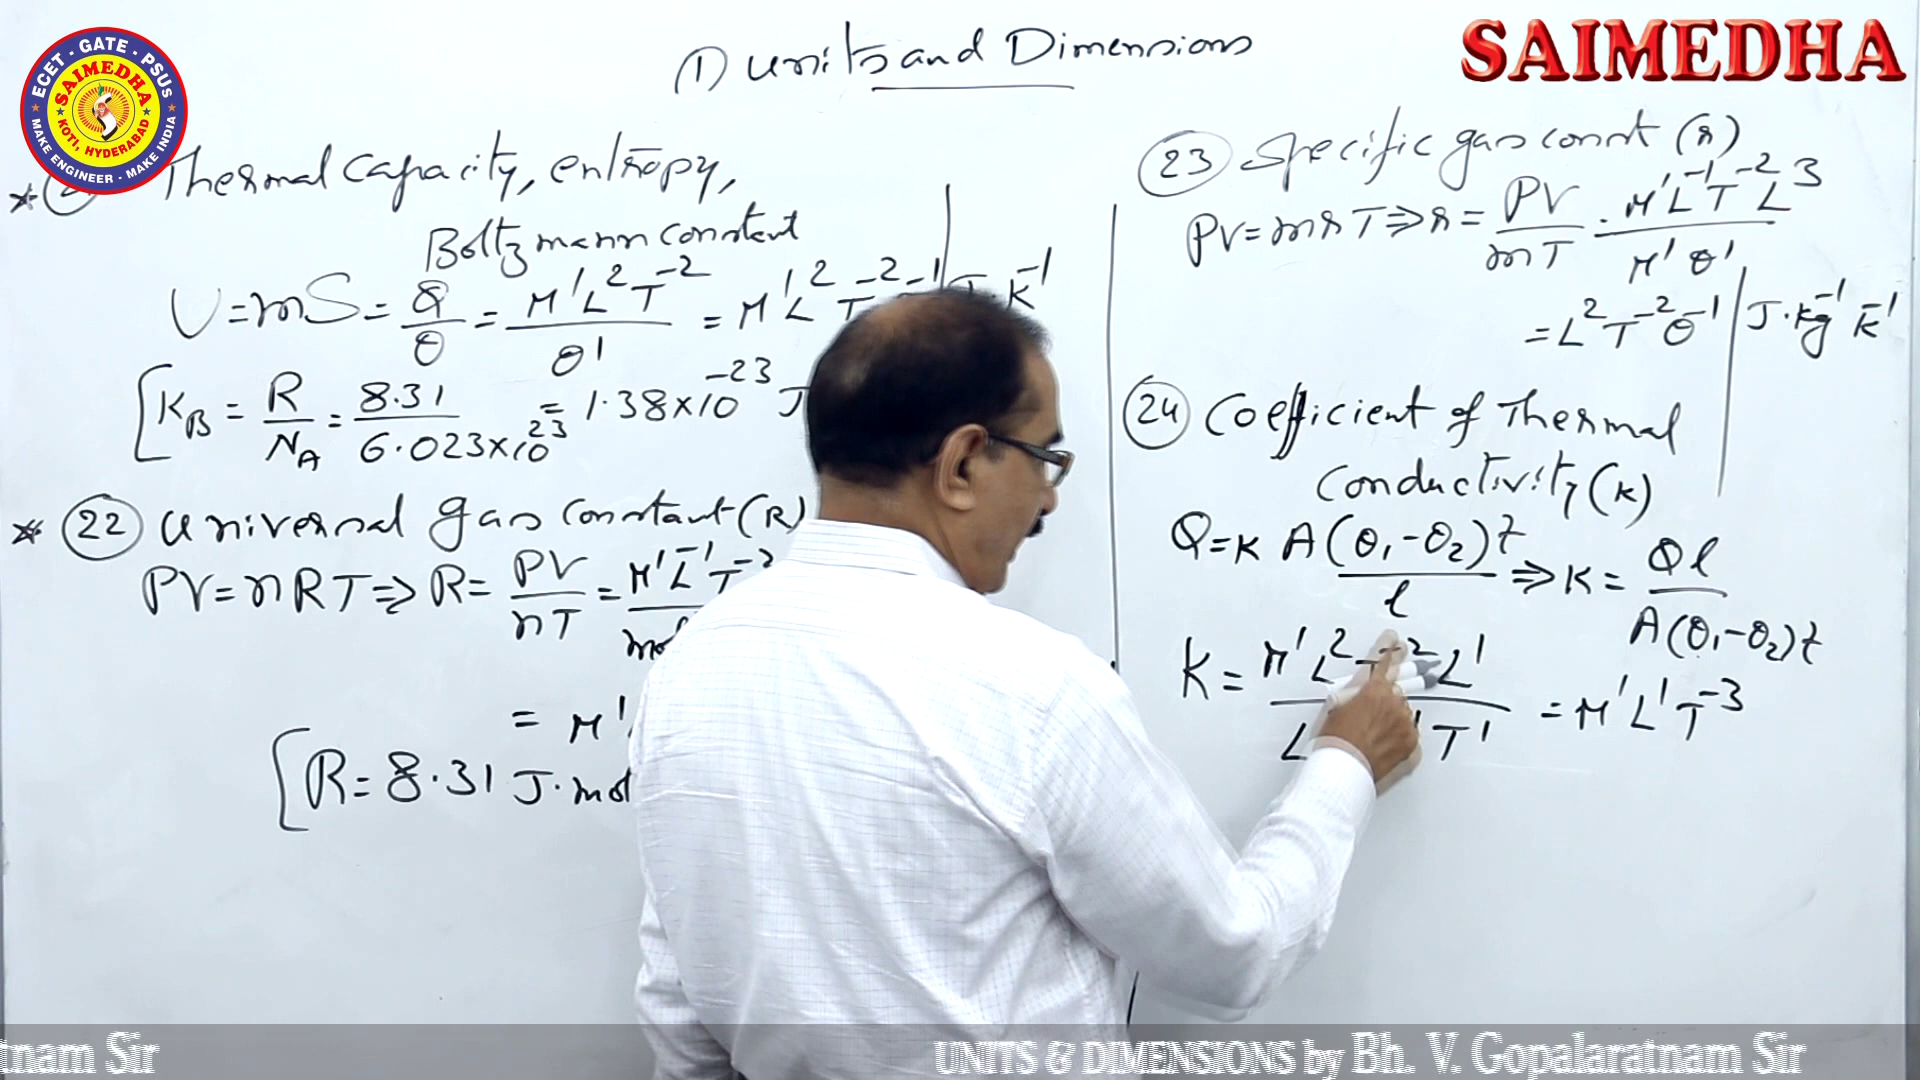 ECET · GATE · PSUS
SAIMEDHA
KOTI, HYDERABAD
MAKE ENGINEER - MAKE INDIA
SAIMEDHA
1) Units and Dimensions
Thermal Capacity, entropy,
Boltzmann constant
U = mS = Q/θ = M¹L²T⁻²/θ¹ = M¹L²T⁻²
K⁻¹
[K_B = R/N_A = 8.31/6.023×10²³ = 1.38×10⁻²³ J
* 22 Universal gas constant (R)
PV = nRT ⇒ R = PV/nT = M¹L⁻¹T⁻²
= M¹
[R = 8.31 J·mol
23 Specific gas const (r)
PV = mrT ⇒ r = PV/mT = M¹L⁻¹T⁻²L³/M¹θ¹
= L²T⁻²θ⁻¹ | J·kg⁻¹ K⁻¹
24 Coefficient of Thermal
Conductivity (K)
Q = K A(θ₁-θ₂)t/l ⇒ K = Ql/A(θ₁-θ₂)t
K = M¹L²T⁻²L¹/L T¹ = M¹L¹T⁻³
tnam Sir
UNITS & DIMENSIONS by Bh. V. Gopalaratnam Sir